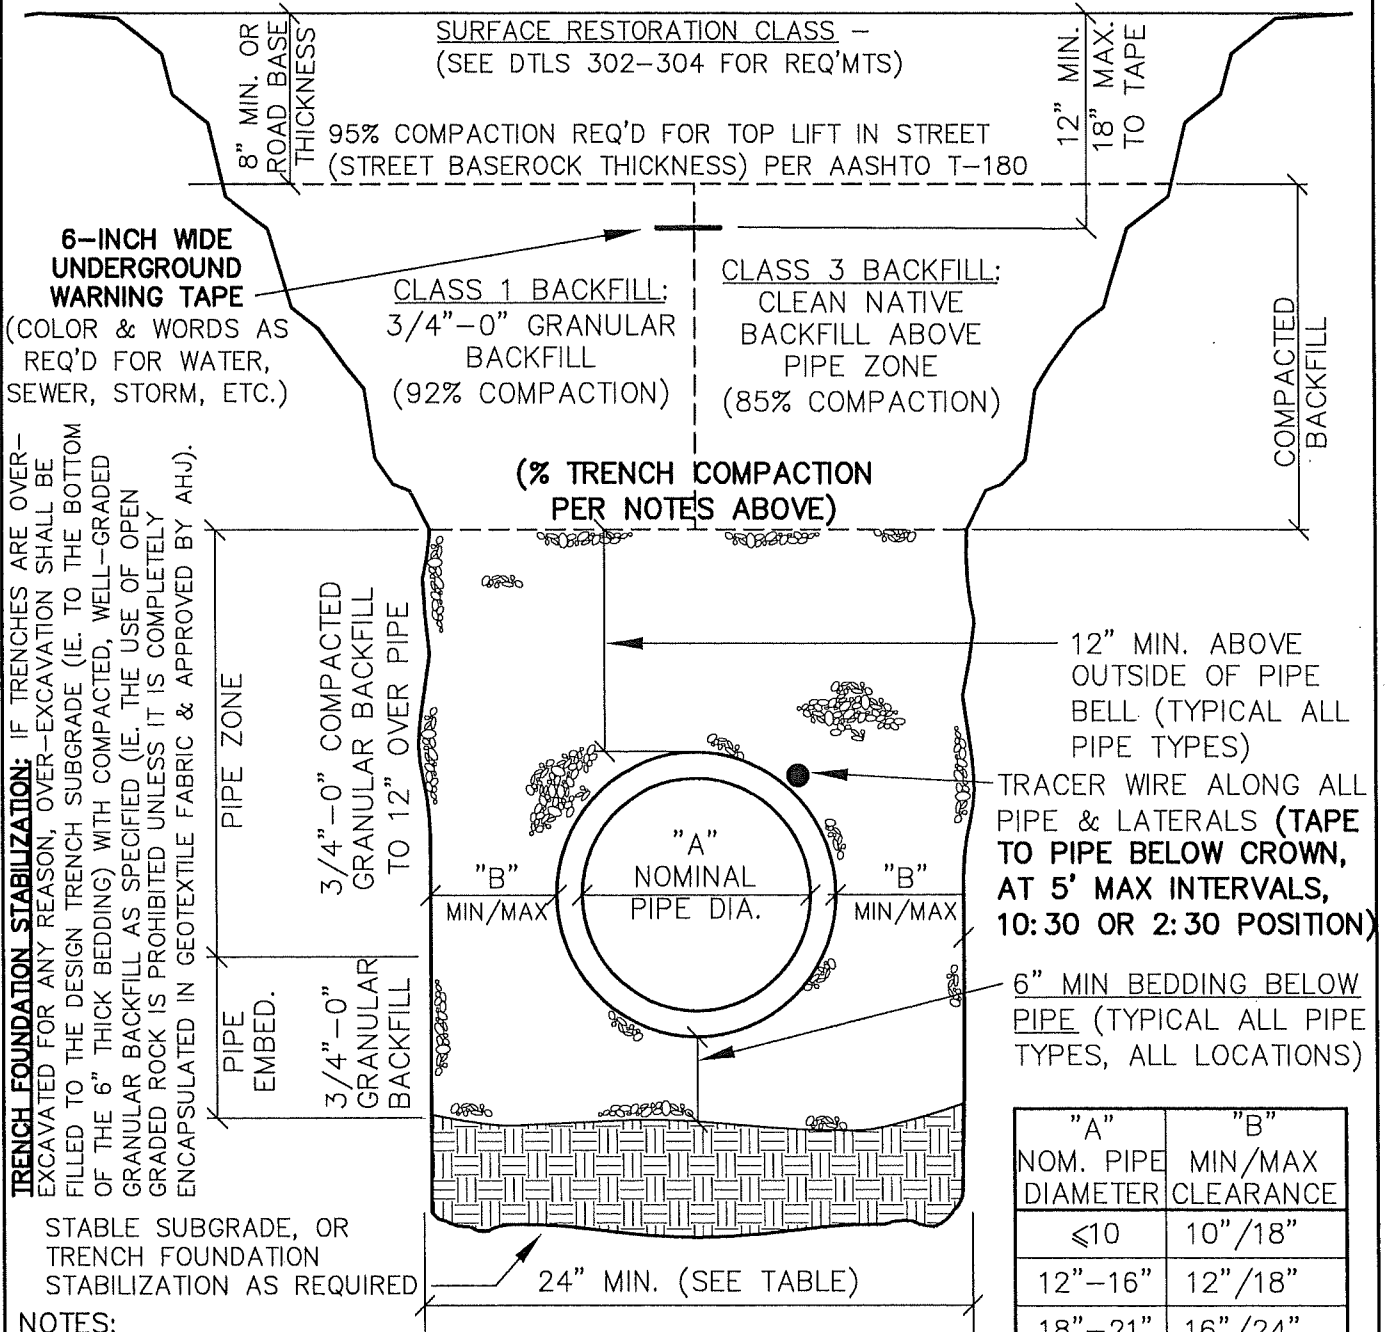 8" MIN. OR
ROAD BASE
THICKNESS
SURFACE RESTORATION CLASS –
(SEE DTLS 302–304 FOR REQ'MTS)
12" MIN.
18" MAX.
TO TAPE
95% COMPACTION REQ'D FOR TOP LIFT IN STREET
(STREET BASEROCK THICKNESS) PER AASHTO T–180
6–INCH WIDE
UNDERGROUND
WARNING TAPE
(COLOR & WORDS AS
REQ'D FOR WATER,
SEWER, STORM, ETC.)
CLASS 1 BACKFILL:
3/4"–0" GRANULAR
BACKFILL
(92% COMPACTION)
CLASS 3 BACKFILL:
CLEAN NATIVE
BACKFILL ABOVE
PIPE ZONE
(85% COMPACTION)
COMPACTED
BACKFILL
(% TRENCH COMPACTION
PER NOTES ABOVE)
TRENCH FOUNDATION STABILIZATION: IF TRENCHES ARE OVER–
EXCAVATED FOR ANY REASON, OVER–EXCAVATION SHALL BE
FILLED TO THE DESIGN TRENCH SUBGRADE (IE. TO THE BOTTOM
OF THE 6" THICK BEDDING) WITH COMPACTED, WELL–GRADED
GRANULAR BACKFILL AS SPECIFIED (IE. THE USE OF OPEN
GRADED ROCK IS PROHIBITED UNLESS IT IS COMPLETELY
ENCAPSULATED IN GEOTEXTILE FABRIC & APPROVED BY AHJ).
PIPE ZONE
3/4"–0" COMPACTED
GRANULAR BACKFILL
TO 12" OVER PIPE
PIPE
EMBED.
3/4"–0"
GRANULAR
BACKFILL
12" MIN. ABOVE
OUTSIDE OF PIPE
BELL (TYPICAL ALL
PIPE TYPES)
TRACER WIRE ALONG ALL
PIPE & LATERALS (TAPE
TO PIPE BELOW CROWN,
AT 5' MAX INTERVALS,
10:30 OR 2:30 POSITION)
"B"
MIN/MAX
"A"
NOMINAL
PIPE DIA.
"B"
MIN/MAX
6" MIN BEDDING BELOW
PIPE (TYPICAL ALL PIPE
TYPES, ALL LOCATIONS)
STABLE SUBGRADE, OR
TRENCH FOUNDATION
STABILIZATION AS REQUIRED
24" MIN. (SEE TABLE)
"A" "B"
NOM. PIPE MIN/MAX
DIAMETER CLEARANCE
⩽10 10"/18"
12"–16" 12"/18"
18"–21" 16"/24"
NOTES: